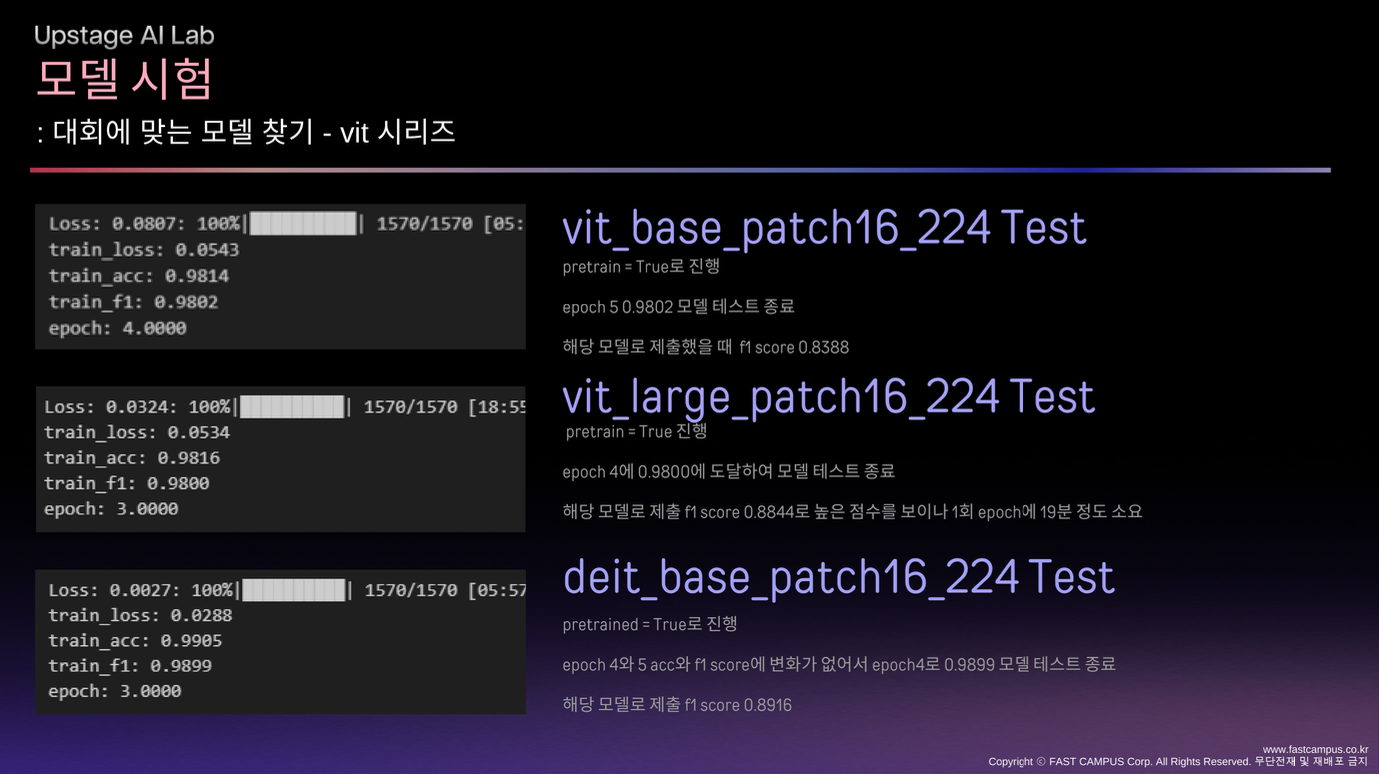 Upstage AI Lab
모델 시험
: 대회에 맞는 모델 찾기 - vit 시리즈
Loss: 0.0807: 100%|██████████| 1570/1570 [05:
train_loss: 0.0543
train_acc: 0.9814
train_f1: 0.9802
epoch: 4.0000
vit_base_patch16_224 Test
pretrain = True로 진행
epoch 5 0.9802 모델 테스트 종료
해당 모델로 제출했을 때 f1 score 0.8388
Loss: 0.0324: 100%|██████████| 1570/1570 [18:55
train_loss: 0.0534
train_acc: 0.9816
train_f1: 0.9800
epoch: 3.0000
vit_large_patch16_224 Test
pretrain = True 진행
epoch 4에 0.9800에 도달하여 모델 테스트 종료
해당 모델로 제출 f1 score 0.8844로 높은 점수를 보이나 1회 epoch에 19분 정도 소요
Loss: 0.0027: 100%|██████████| 1570/1570 [05:57
train_loss: 0.0288
train_acc: 0.9905
train_f1: 0.9899
epoch: 3.0000
deit_base_patch16_224 Test
pretrained = True로 진행
epoch 4와 5 acc와 f1 score에 변화가 없어서 epoch4로 0.9899 모델 테스트 종료
해당 모델로 제출 f1 score 0.8916
www.fastcampus.co.kr
Copyright ⓒ FAST CAMPUS Corp. All Rights Reserved. 무단전재 및 재배포 금지